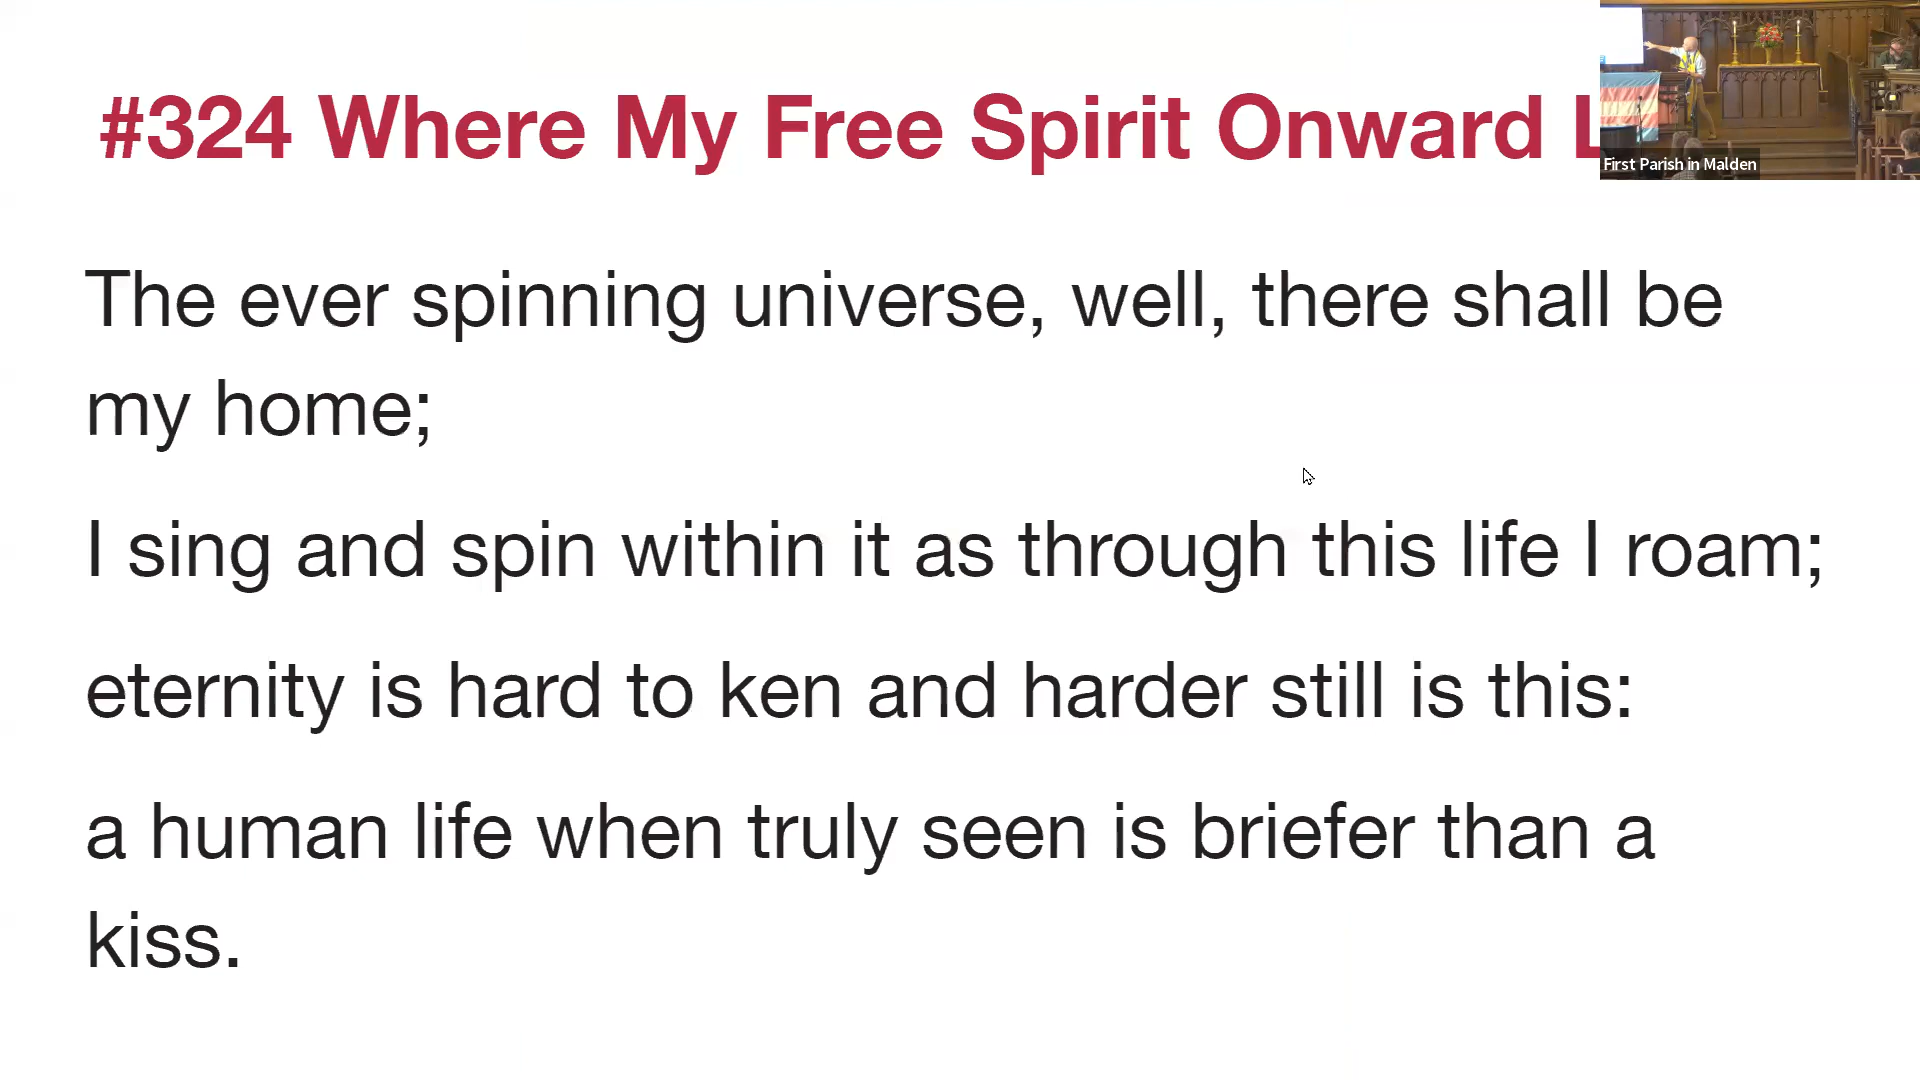 #324 Where My Free Spirit Onward L
First Parish in Malden
The ever spinning universe, well, there shall be
my home;
I sing and spin within it as through this life I roam;
eternity is hard to ken and harder still is this:
a human life when truly seen is briefer than a
kiss.